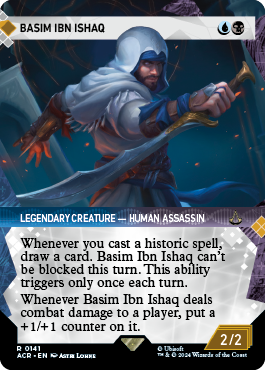 BASIM IBN ISHAQ
LEGENDARY CREATURE — HUMAN ASSASSIN
Whenever you cast a historic spell,
draw a card. Basim Ibn Ishaq can't
be blocked this turn. This ability
triggers only once each turn.
Whenever Basim Ibn Ishaq deals
combat damage to a player, put a
+1/+1 counter on it.
2/2
R 0141
ACR • EN Astri Lohne
© Ubisoft
™ & © 2024 Wizards of the Coast